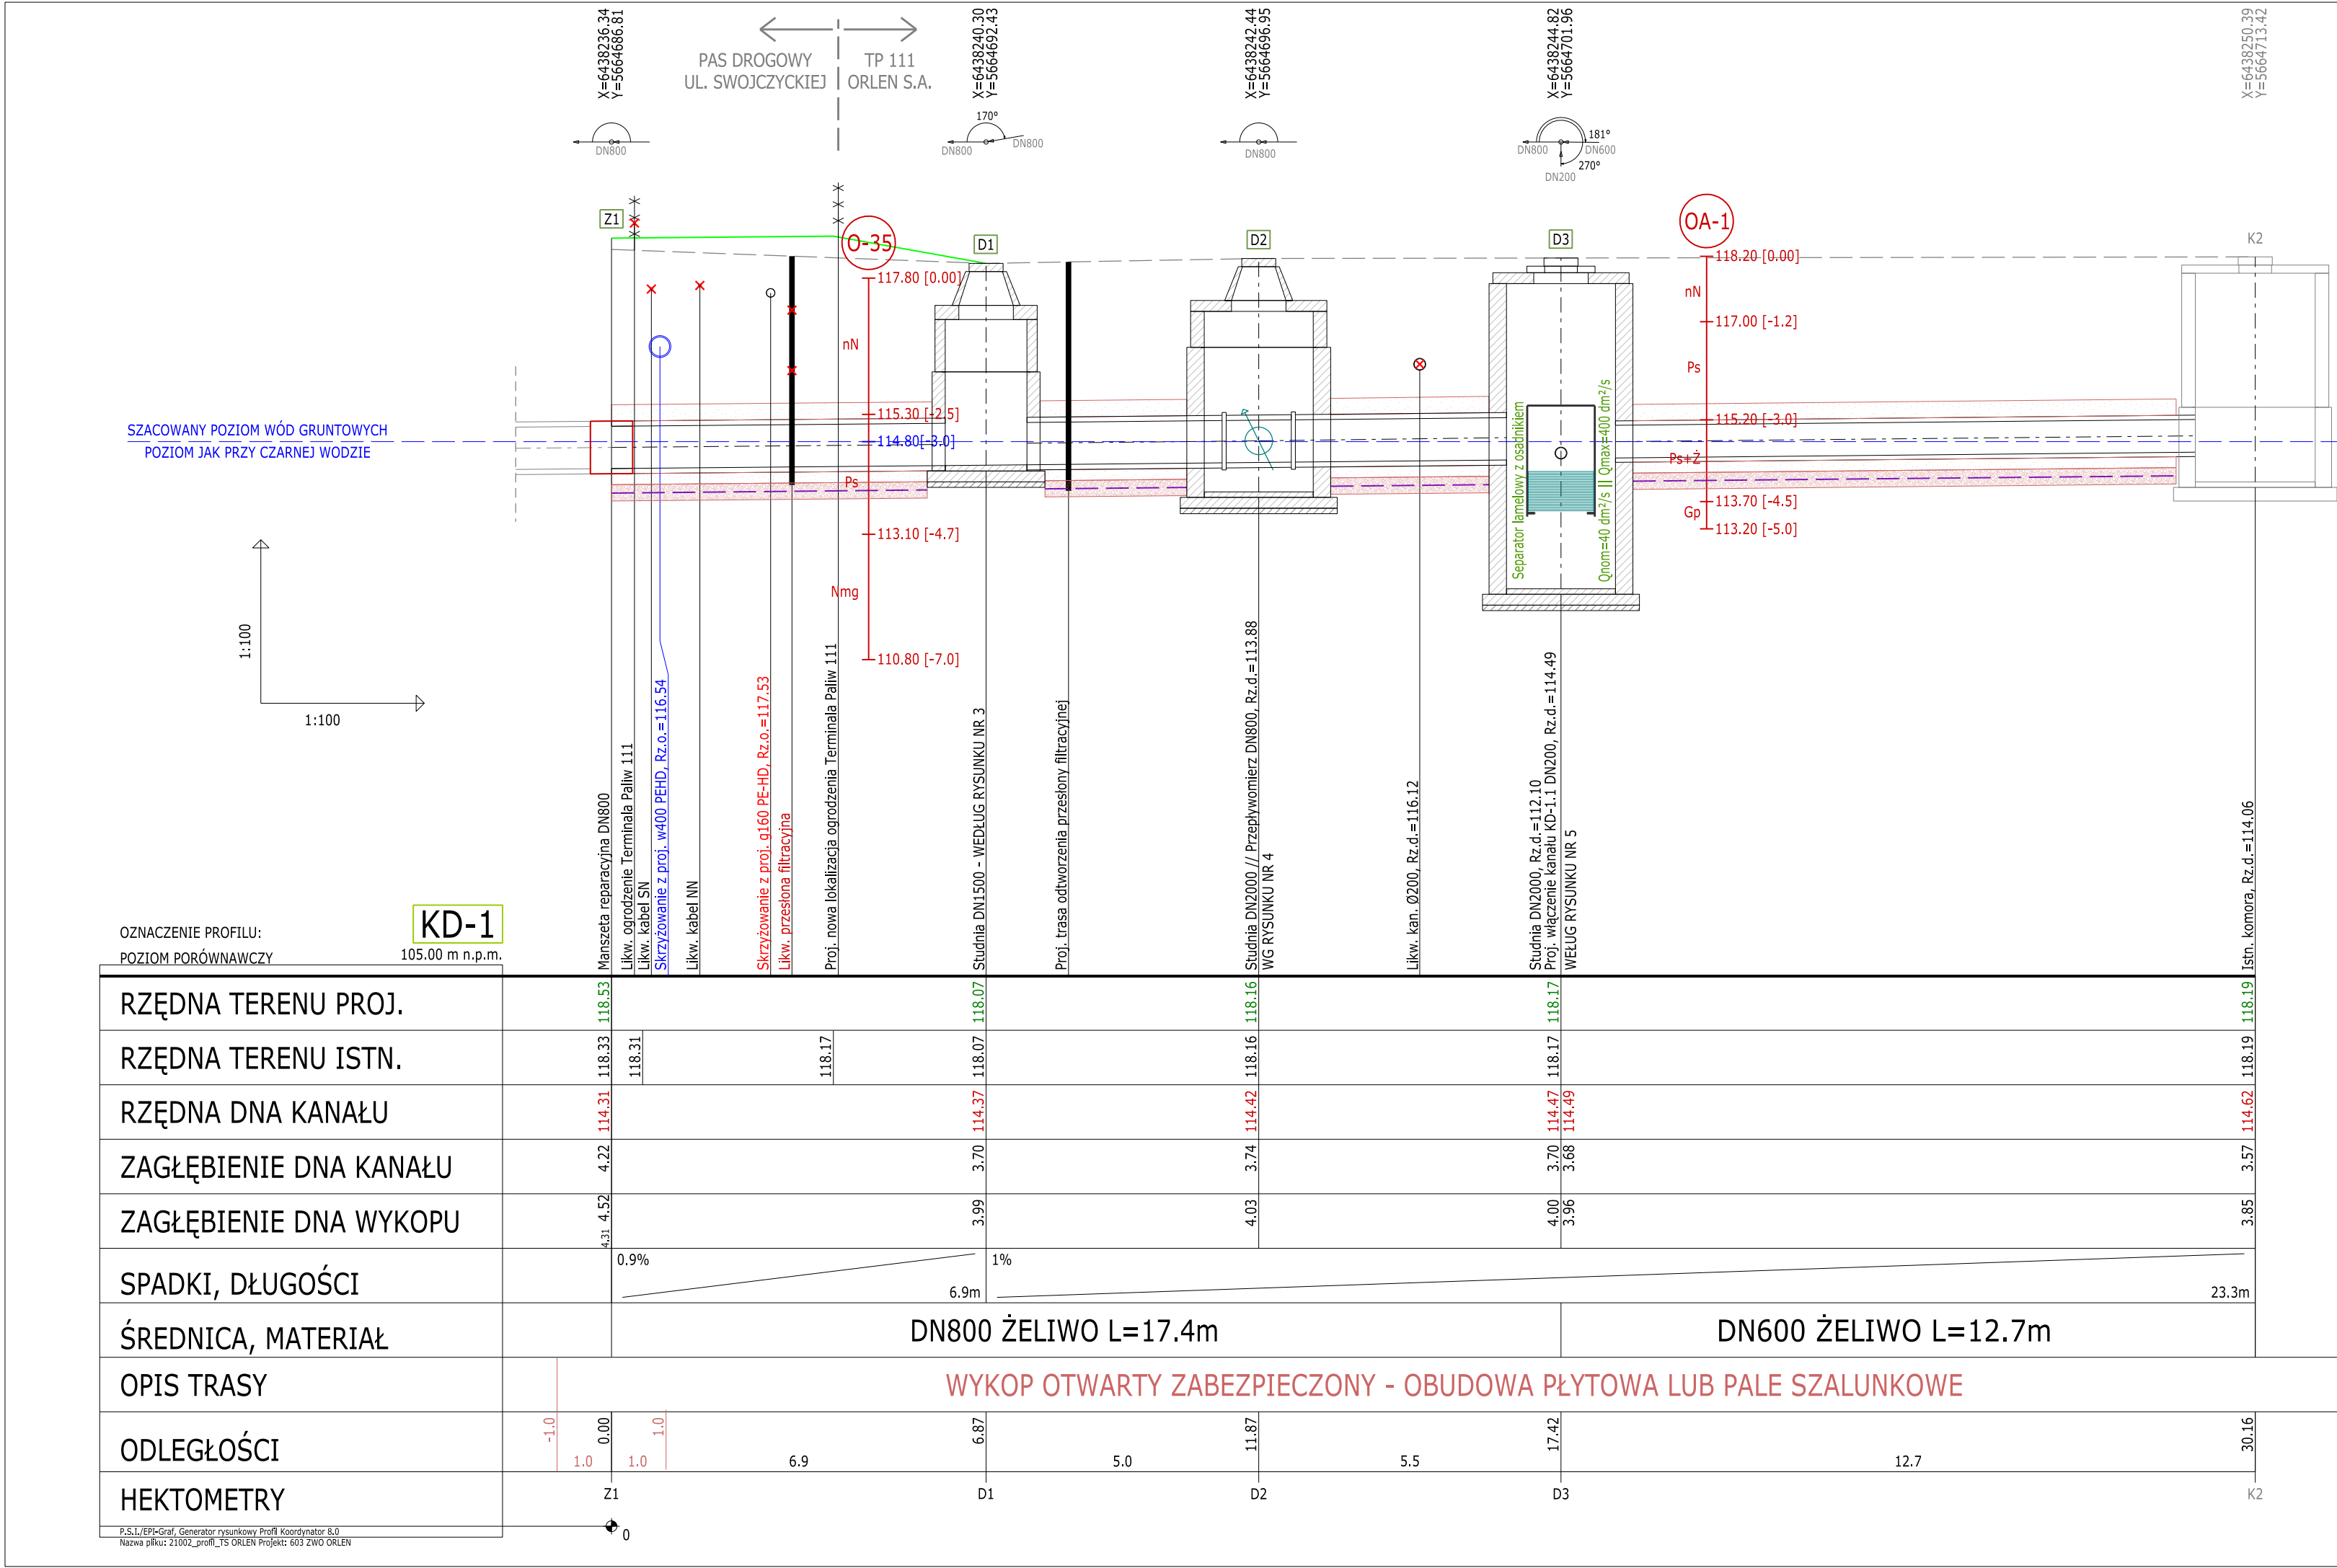 X=6438236.34
Y=5664686.81
PAS DROGOWY
UL. SWOJCZYCKIEJ
TP 111
ORLEN S.A.
X=6438240.30
Y=5664692.43
X=6438242.44
Y=5664696.95
X=6438244.82
Y=5664701.96
X=6438250.39
Y=5664713.42
DN800
170°
DN800
DN800
DN800
181°
DN800
DN600
270°
DN200
Z1
O-35
D1
D2
D3
OA-1
K2
117.80 [0.00]
nN
115.30 [-2.5]
114.80[-3.0]
Ps
113.10 [-4.7]
Nmg
110.80 [-7.0]
118.20 [0.00]
nN
117.00 [-1.2]
Ps
115.20 [-3.0]
Ps+Ż
113.70 [-4.5]
Gp
113.20 [-5.0]
SZACOWANY POZIOM WÓD GRUNTOWYCH
POZIOM JAK PRZY CZARNEJ WODZIE
Separator lamelowy z osadnikiem
Qnom=40 dm²/s || Qmax=400 dm²/s
1:100
1:100
Manszeta reparacyjna DN800
Likw. ogrodzenie Terminala Paliw 111
Likw. kabel SN
Skrzyżowanie z proj. w400 PEHD, Rz.o.=116.54
Likw. kabel NN
Skrzyżowanie z proj. g160 PE-HD, Rz.o.=117.53
Likw. przesłona filtracyjna
Proj. nowa lokalizacja ogrodzenia Terminala Paliw 111
Studnia DN1500 - WEDŁUG RYSUNKU NR 3
Proj. trasa odtworzenia przesłony filtracyjnej
Studnia DN2000 // Przepływomierz DN800, Rz.d.=113.88
WG RYSUNKU NR 4
Likw. kan. Ø200, Rz.d.=116.12
Studnia DN2000, Rz.d.=112.10
Proj. włączenie kanału KD-1.1 DN200, Rz.d.=114.49
WEŁUG RYSUNKU NR 5
Istn. komora, Rz.d.=114.06
OZNACZENIE PROFILU:
KD-1
POZIOM PORÓWNAWCZY
105.00 m n.p.m.
RZĘDNA TERENU PROJ.
118.53
118.07
118.16
118.17
118.19
RZĘDNA TERENU ISTN.
118.33
118.31
118.17
118.07
118.16
118.17
118.19
RZĘDNA DNA KANAŁU
114.31
114.37
114.42
114.47
114.49
114.62
ZAGŁĘBIENIE DNA KANAŁU
4.22
3.70
3.74
3.70
3.68
3.57
ZAGŁĘBIENIE DNA WYKOPU
4.31 4.52
3.99
4.03
4.00
3.96
3.85
SPADKI, DŁUGOŚCI
0.9%
6.9m
1%
23.3m
ŚREDNICA, MATERIAŁ
DN800 ŻELIWO L=17.4m
DN600 ŻELIWO L=12.7m
OPIS TRASY
WYKOP OTWARTY ZABEZPIECZONY - OBUDOWA PŁYTOWA LUB PALE SZALUNKOWE
ODLEGŁOŚCI
-1.0
0.00
1.0
6.87
11.87
17.42
30.16
1.0
1.0
6.9
5.0
5.5
12.7
HEKTOMETRY
Z1
D1
D2
D3
K2
0
P.S.I./EPI-Graf, Generator rysunkowy Profil Koordynator 8.0
Nazwa pliku: 21002_profil_TS ORLEN Projekt: 603 ZWO ORLEN